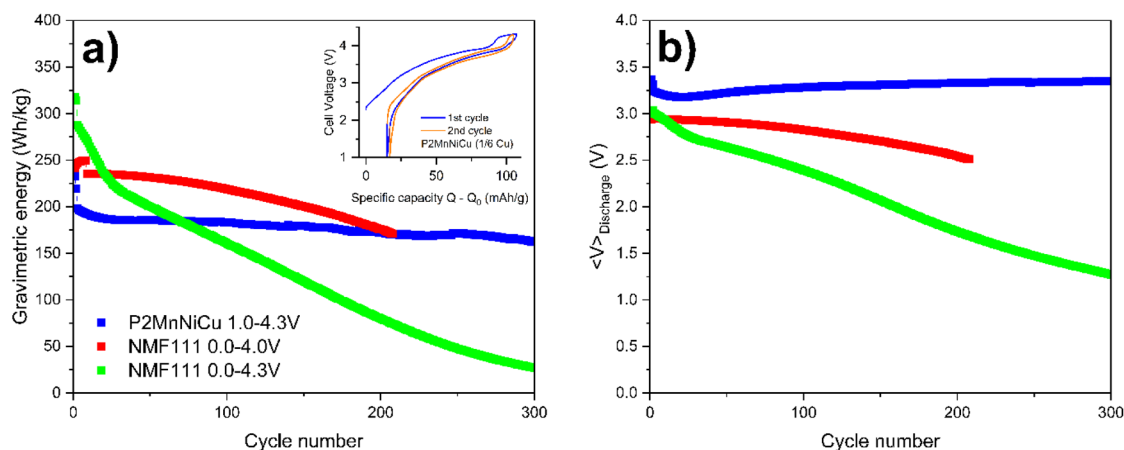 a)
400
350
300
250
200
150
100
50
0
Gravimetric energy (Wh/kg)
0
100
200
300
Cycle number
P2MnNiCu 1.0-4.3V
NMF111 0.0-4.0V
NMF111 0.0-4.3V
4
3
2
1
Cell Voltage (V)
1st cycle
2nd cycle
P2MnNiCu (1/6 Cu)
0
50
100
Specific capacity Q - Q₀ (mAh/g)
b)
4.0
3.5
3.0
2.5
2.0
1.5
1.0
0.5
0.0
<V>Discharge (V)
0
100
200
300
Cycle number